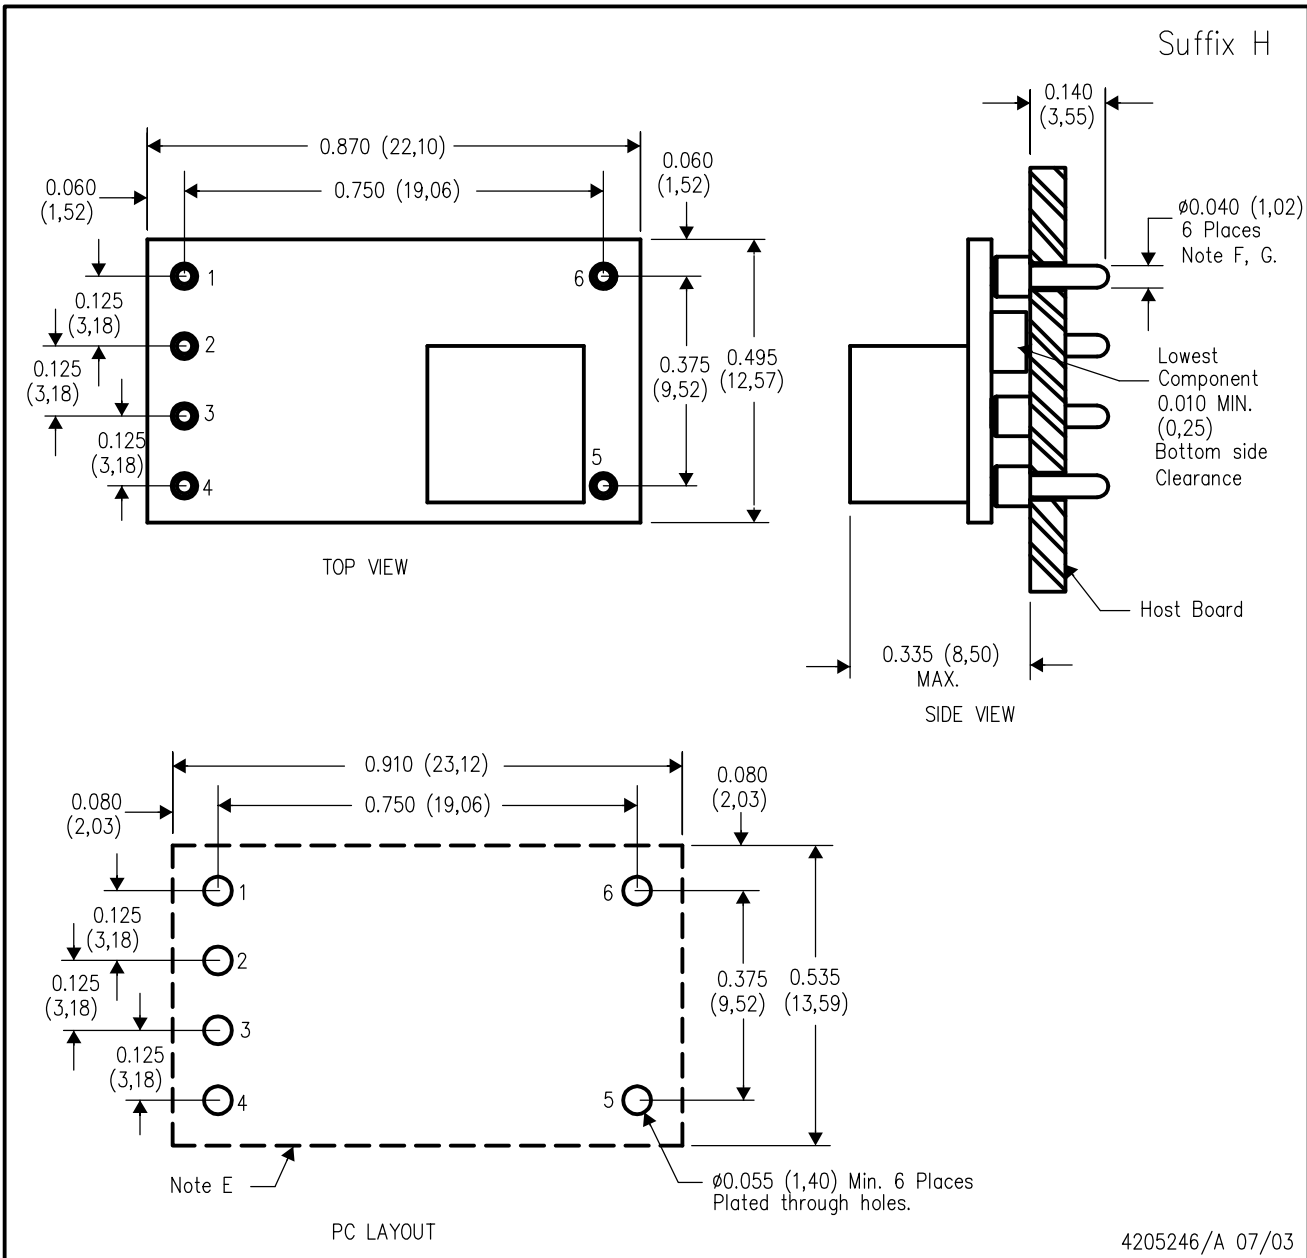 Suffix H
0.140
(3,55)
0.870 (22,10)
0.060
(1,52)
0.060
(1,52)
0.750 (19,06)
ø0.040 (1,02)
6 Places
Note F, G.
1
6
0.125
(3,18)
2
0.125
(3,18)
0.375
(9,52)
0.495
(12,57)
Lowest
Component
0.010 MIN.
(0,25)
Bottom side
Clearance
3
0.125
(3,18)
5
4
TOP VIEW
Host Board
0.335 (8,50)
MAX.
SIDE VIEW
0.910 (23,12)
0.080
(2,03)
0.080
(2,03)
0.750 (19,06)
1
6
0.125
(3,18)
2
0.125
(3,18)
0.375
(9,52)
0.535
(13,59)
3
0.125
(3,18)
4
5
Note E
ø0.055 (1,40) Min. 6 Places
Plated through holes.
PC LAYOUT
4205246/A 07/03